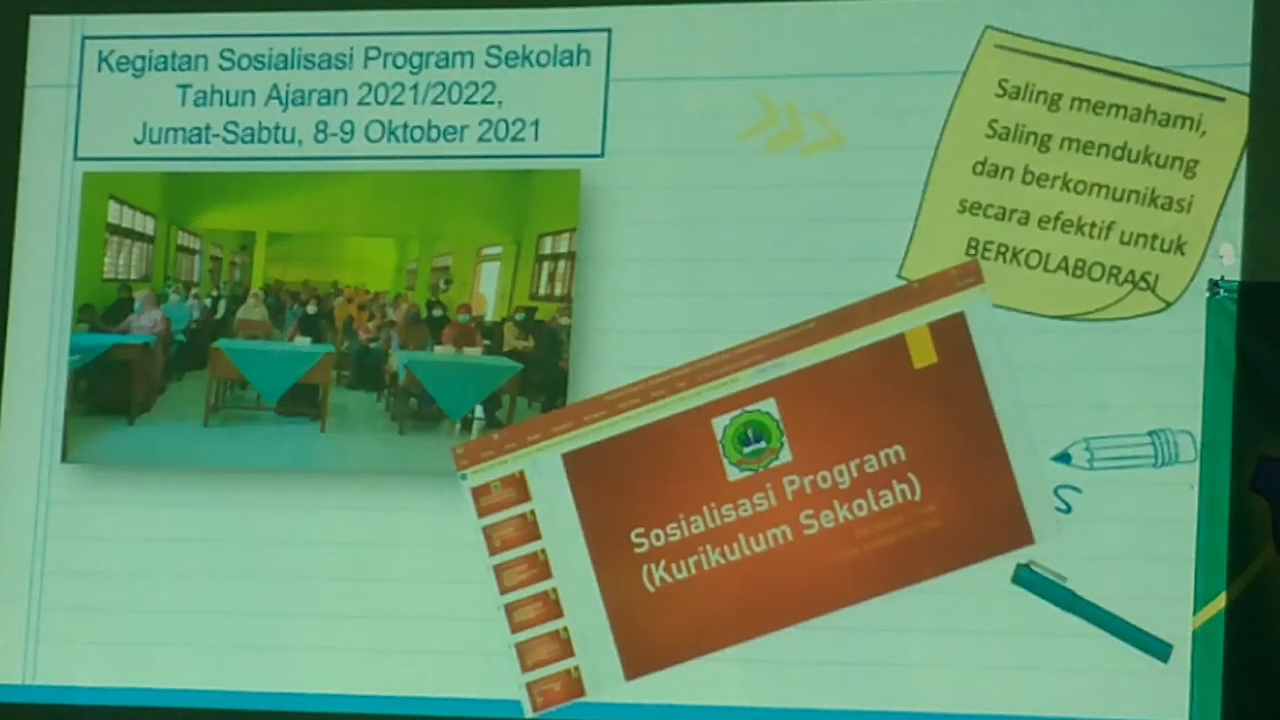 Kegiatan Sosialisasi Program Sekolah
Tahun Ajaran 2021/2022,
Jumat-Sabtu, 8-9 Oktober 2021
Saling memahami,
Saling mendukung
dan berkomunikasi
secara efektif untuk
BERKOLABORASI
Sosialisasi Program
(Kurikulum Sekolah)
S